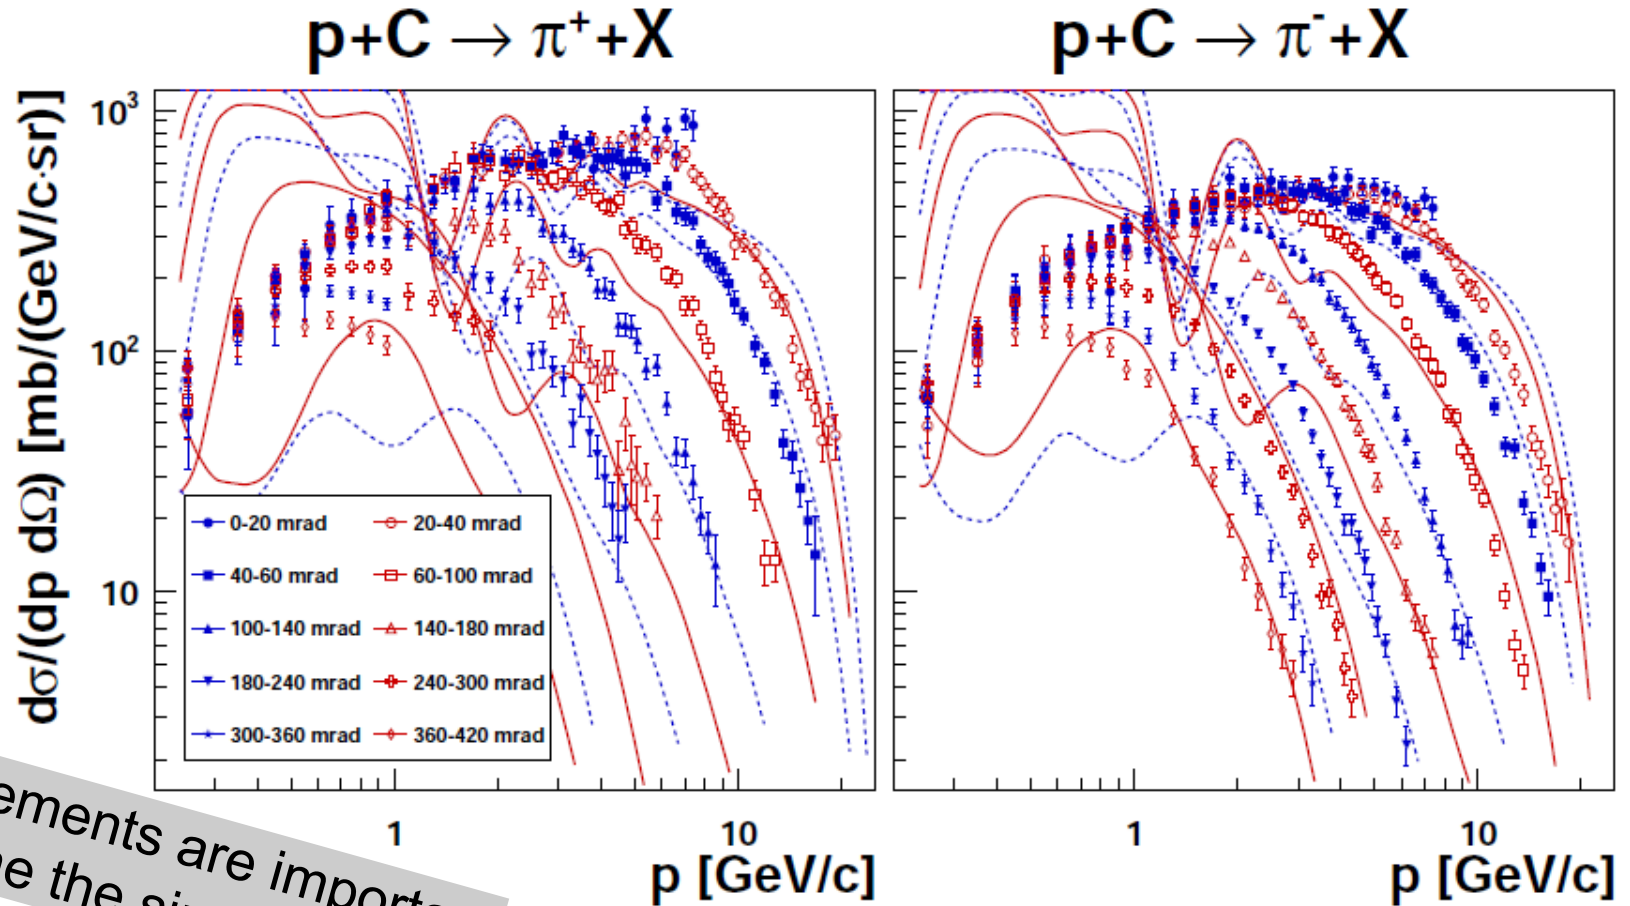 p+C → π⁺+X
p+C → π⁻+X
dσ/(dp dΩ) [mb/(GeV/c·sr)]
10³
10²
10
0-20 mrad
20-40 mrad
40-60 mrad
60-100 mrad
100-140 mrad
140-180 mrad
180-240 mrad
240-300 mrad
300-360 mrad
360-420 mrad
1
10
1
10
p [GeV/c]
p [GeV/c]
are
the